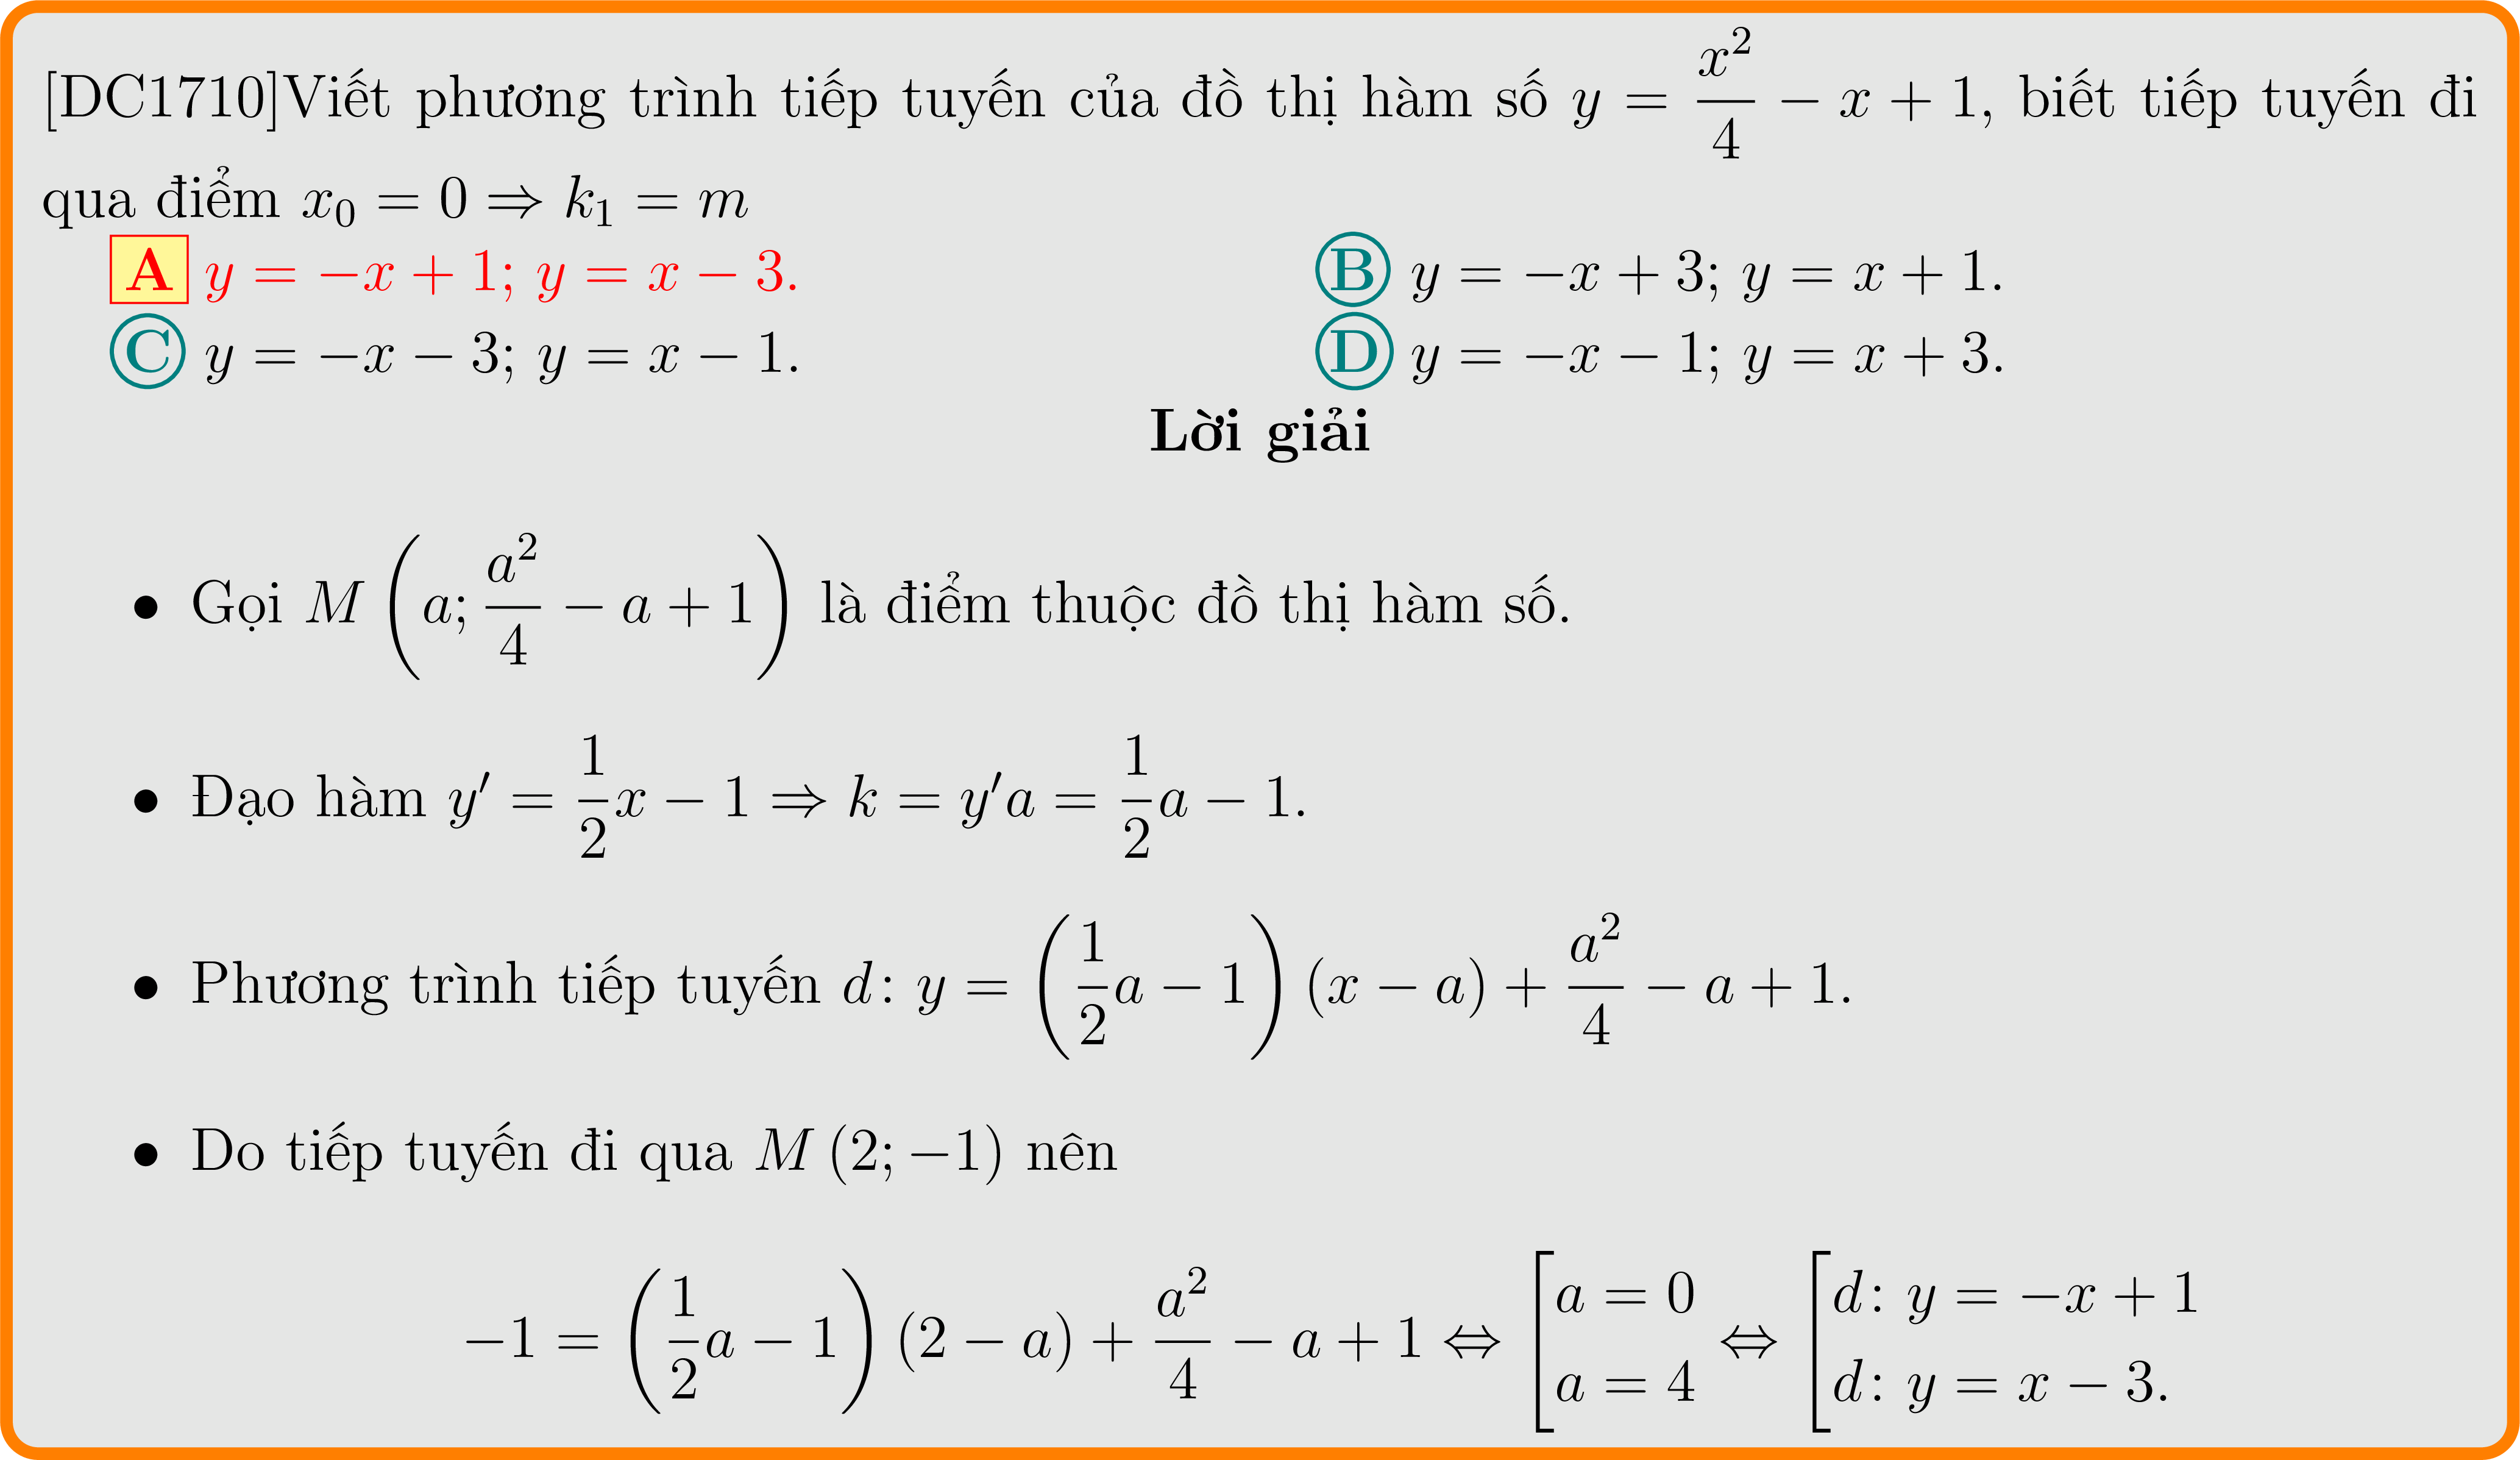 [DC1710]Viết phương trình tiếp tuyến của đồ thị hàm số $y = \frac{x^2}{4} - x + 1$, biết tiếp tuyến đi
qua điểm $x_0 = 0 \Rightarrow k_1 = m$
A $y = -x + 1; y = x - 3.$ B $y = -x + 3; y = x + 1.$
C $y = -x - 3; y = x - 1.$ D $y = -x - 1; y = x + 3.$
Lời giải
• Gọi $M\left(a; \frac{a^2}{4} - a + 1\right)$ là điểm thuộc đồ thị hàm số.
• Đạo hàm $y' = \frac{1}{2}x - 1 \Rightarrow k = y'a = \frac{1}{2}a - 1.$
• Phương trình tiếp tuyến $d: y = \left(\frac{1}{2}a - 1\right)(x - a) + \frac{a^2}{4} - a + 1.$
• Do tiếp tuyến đi qua $M(2; -1)$ nên
$-1 = \left(\frac{1}{2}a - 1\right)(2 - a) + \frac{a^2}{4} - a + 1 \Leftrightarrow \left[\begin{array}{l} a = 0 \\ a = 4 \end{array}\right. \Leftrightarrow \left[\begin{array}{l} d: y = -x + 1 \\ d: y = x - 3. \end{array}\right.$